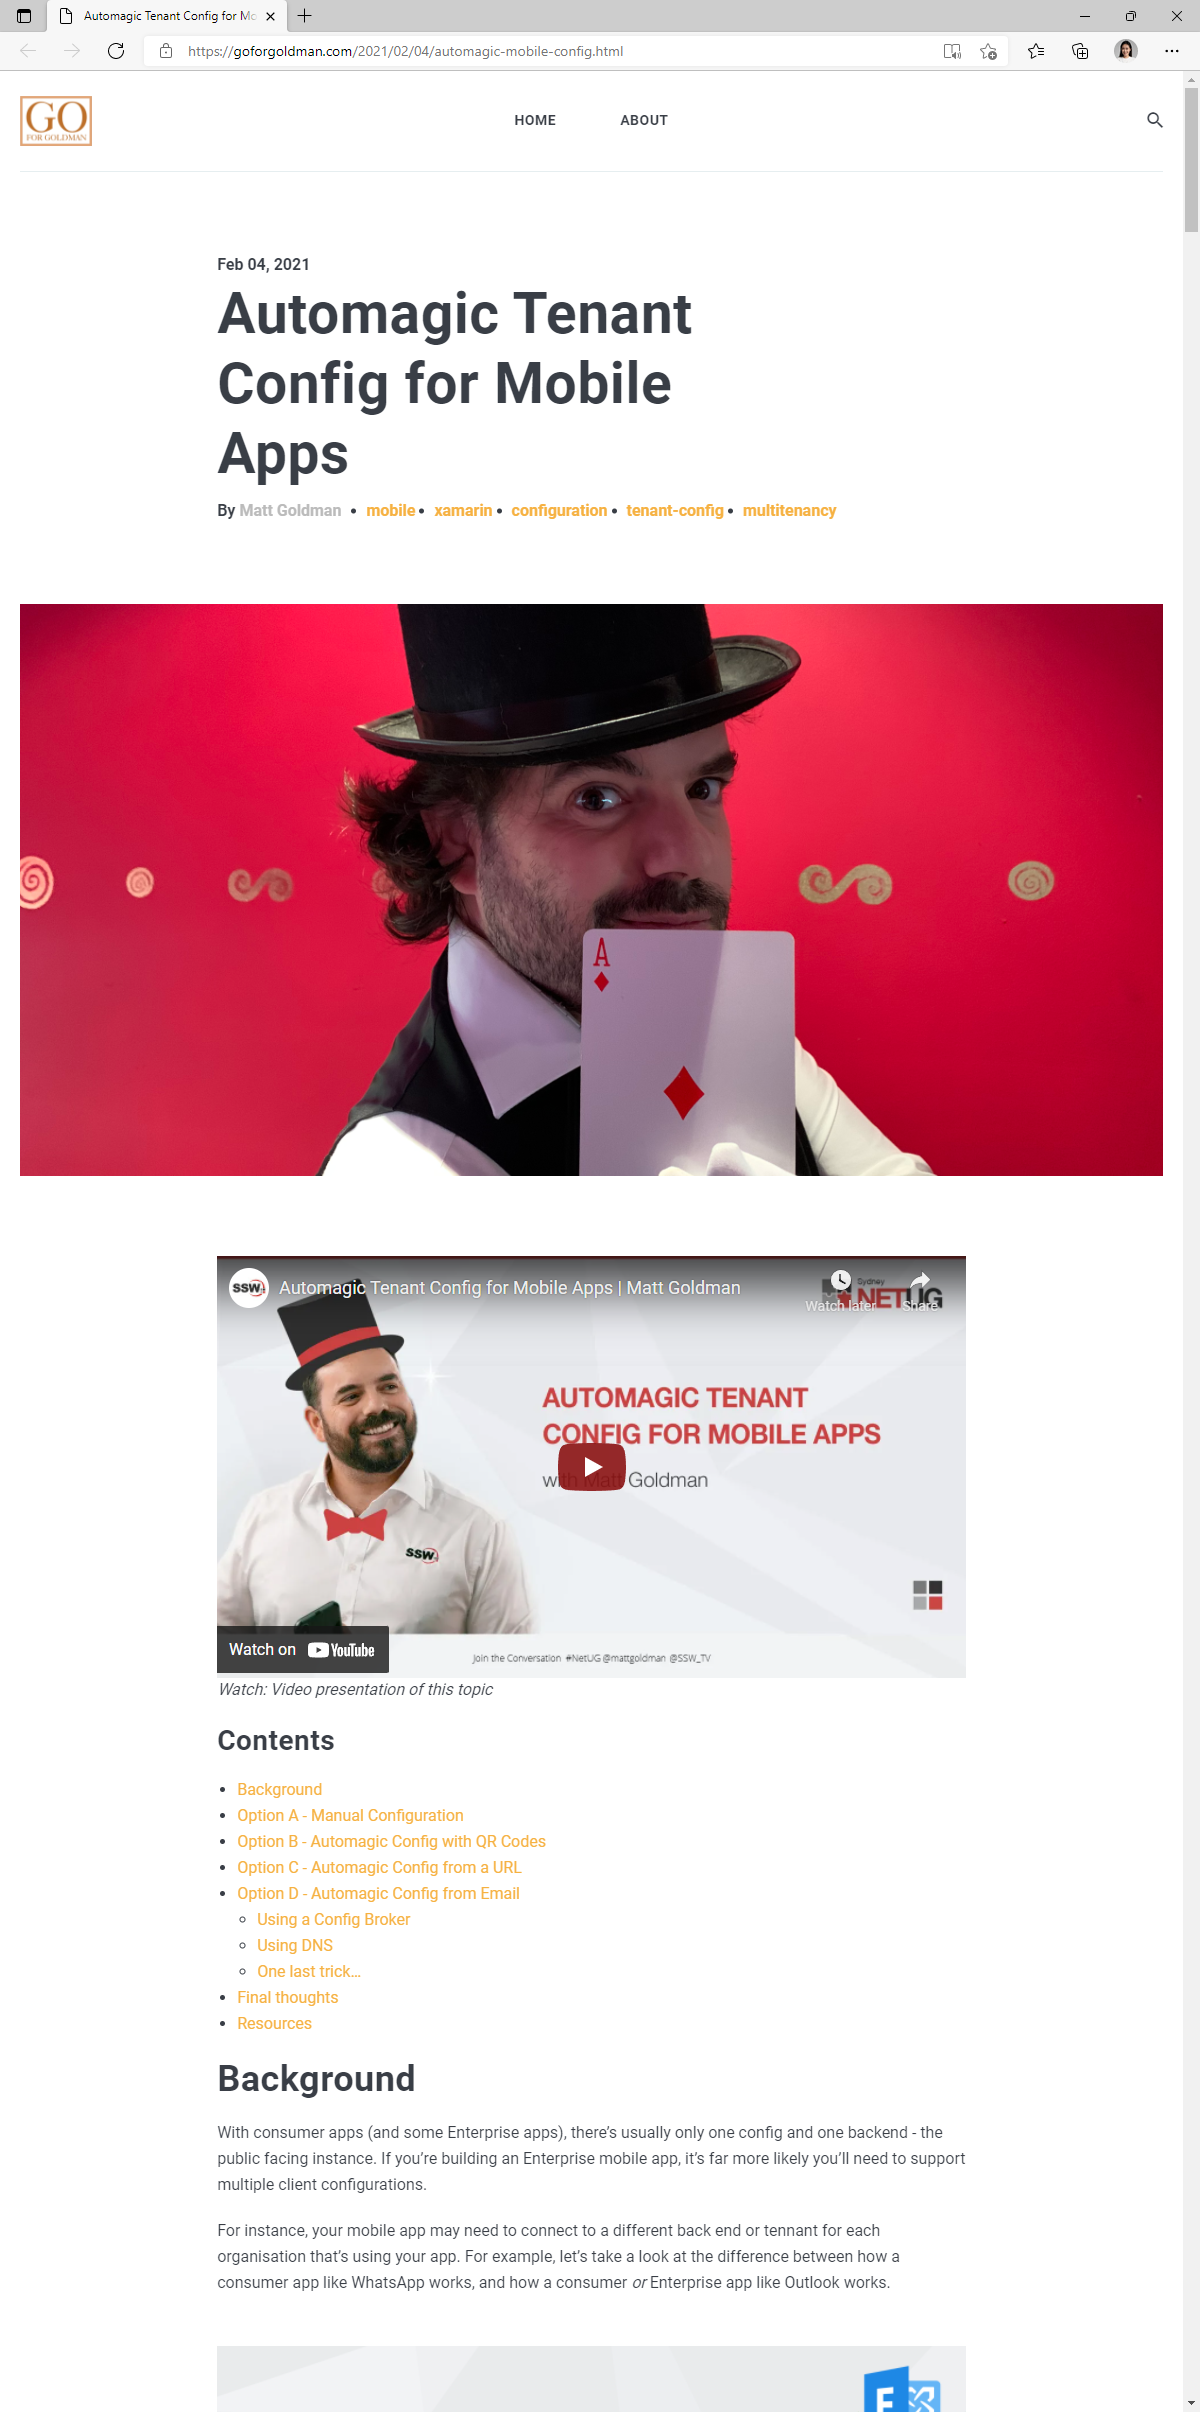 Automagic Tenant Config for Mo
https://goforgoldman.com/2021/02/04/automagic-mobile-config.html
GO
FOR GOLDMAN
HOME
ABOUT
Feb 04, 2021
Automagic Tenant
Config for Mobile
Apps
By Matt Goldman • mobile • xamarin • configuration • tenant-config • multitenancy
A
SSW
Automagic Tenant Config for Mobile Apps | Matt Goldman
Watch later
Share
Sydney
NETUG
AUTOMAGIC TENANT
CONFIG FOR MOBILE APPS
with Matt Goldman
SSW
Watch on YouTube
Join the Conversation #NetUG @mattgoldman @SSW_TV
Watch: Video presentation of this topic
Contents
• Background
• Option A - Manual Configuration
• Option B - Automagic Config with QR Codes
• Option C - Automagic Config from a URL
• Option D - Automagic Config from Email
◦ Using a Config Broker
◦ Using DNS
◦ One last trick...
• Final thoughts
• Resources
Background
With consumer apps (and some Enterprise apps), there’s usually only one config and one backend - the
public facing instance. If you’re building an Enterprise mobile app, it’s far more likely you’ll need to support
multiple client configurations.
For instance, your mobile app may need to connect to a different back end or tennant for each
organisation that’s using your app. For example, let’s take a look at the difference between how a
consumer app like WhatsApp works, and how a consumer or Enterprise app like Outlook works.
E